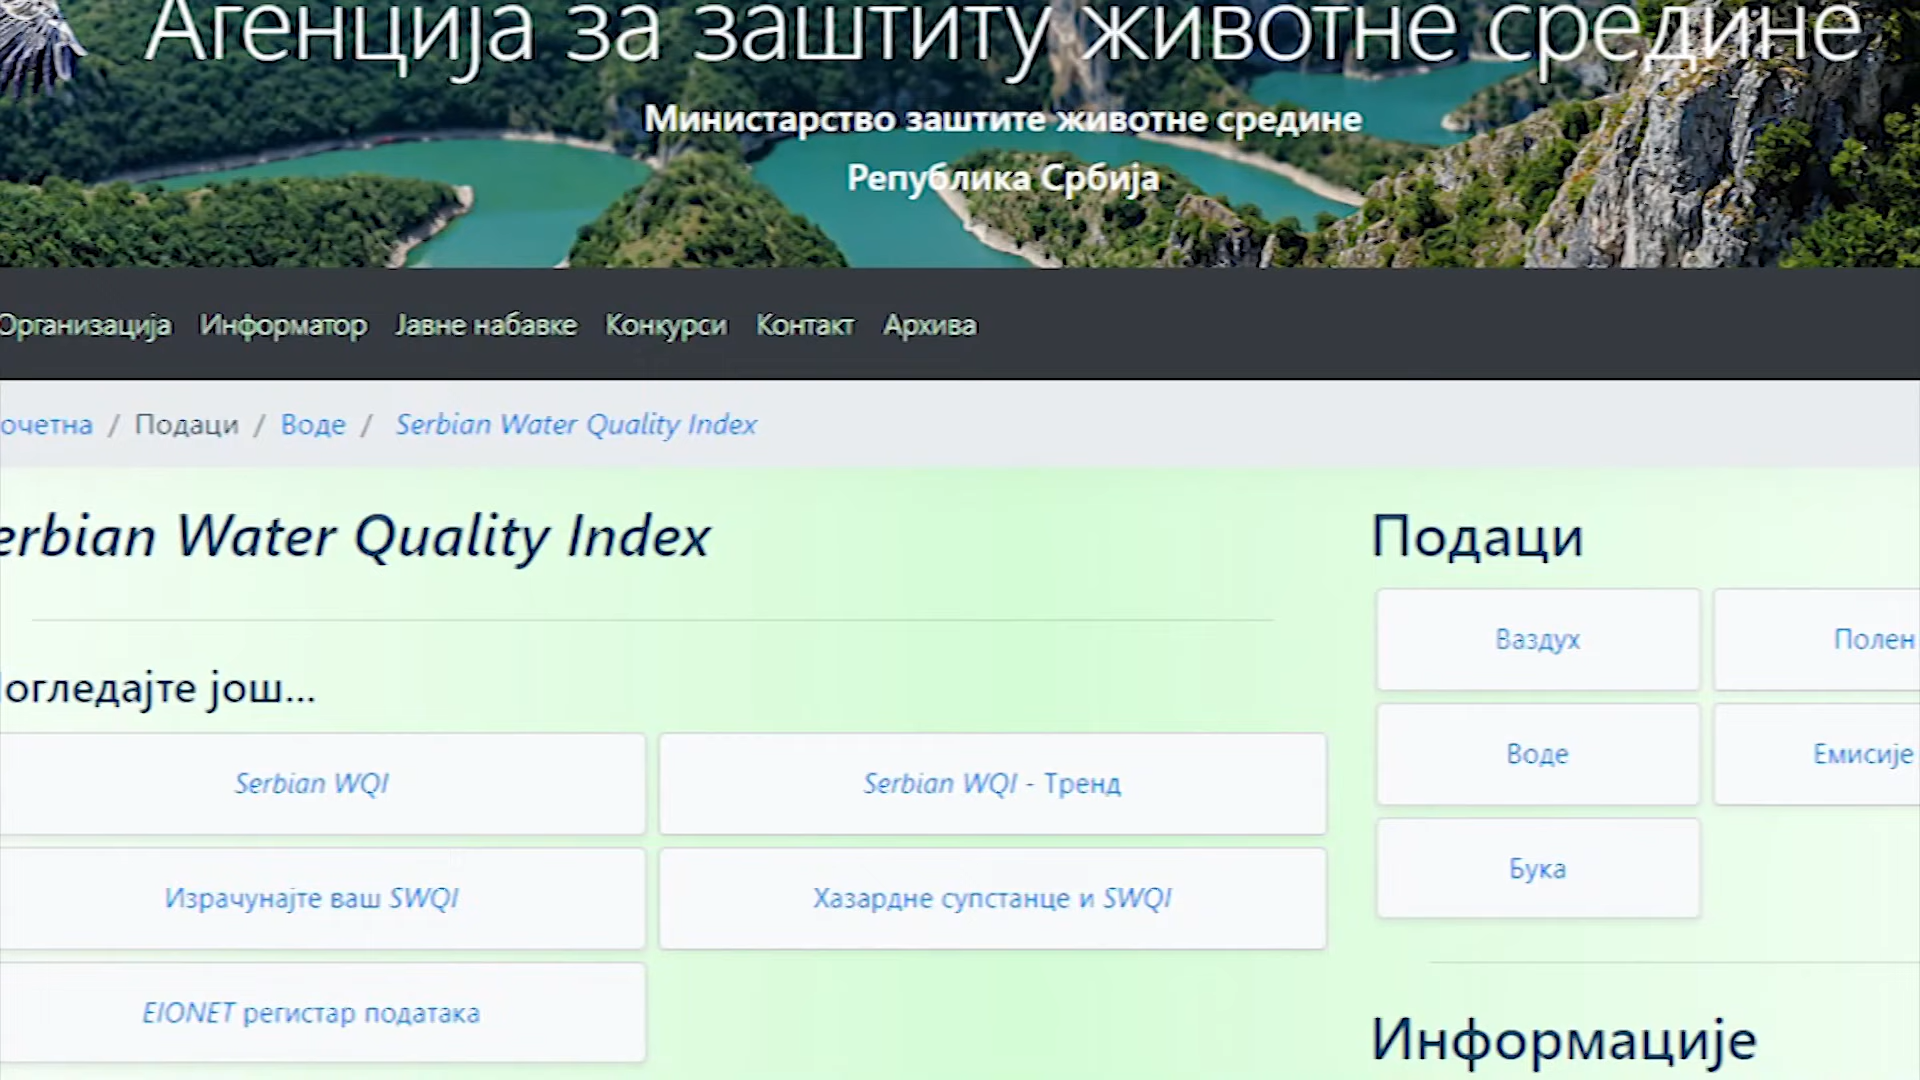 Агенција за заштиту животне средине
Министарство заштите животне средине
Република Србија
Организација Информатор Јавне набавке Конкурси Контакт Архива
очетна / Подаци / Воде / Serbian Water Quality Index
erbian Water Quality Index
огледајте још...
Serbian WQI
Serbian WQI - Тренд
Израчунајте ваш SWQI
Хазардне супстанце и SWQI
EIONET регистар података
Подаци
Ваздух
Полен
Воде
Емисије
Бука
Информације